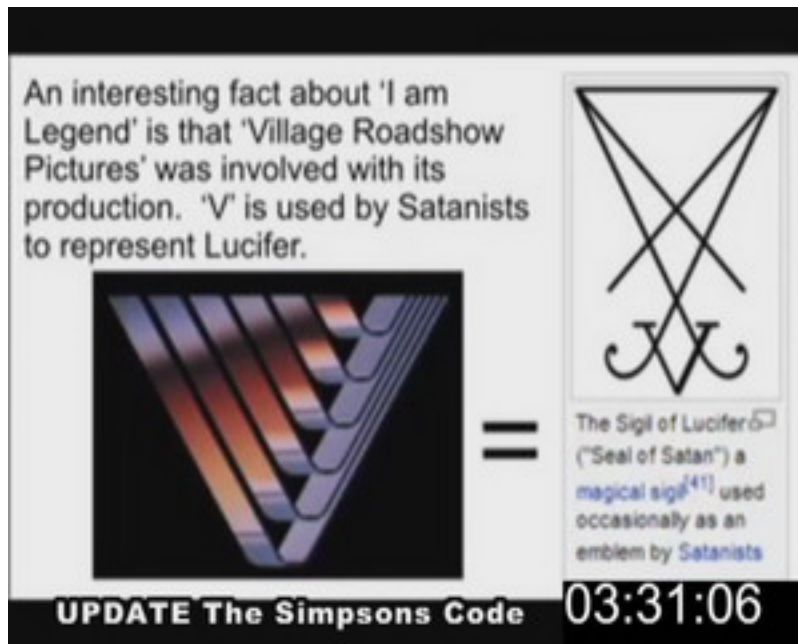 An interesting fact about 'I am
Legend' is that 'Village Roadshow
Pictures' was involved with its
production. 'V' is used by Satanists
to represent Lucifer.
=
The Sigil of Lucifer
("Seal of Satan") a
magical sigil[41] used
occasionally as an
emblem by Satanists
UPDATE The Simpsons Code
03:31:06